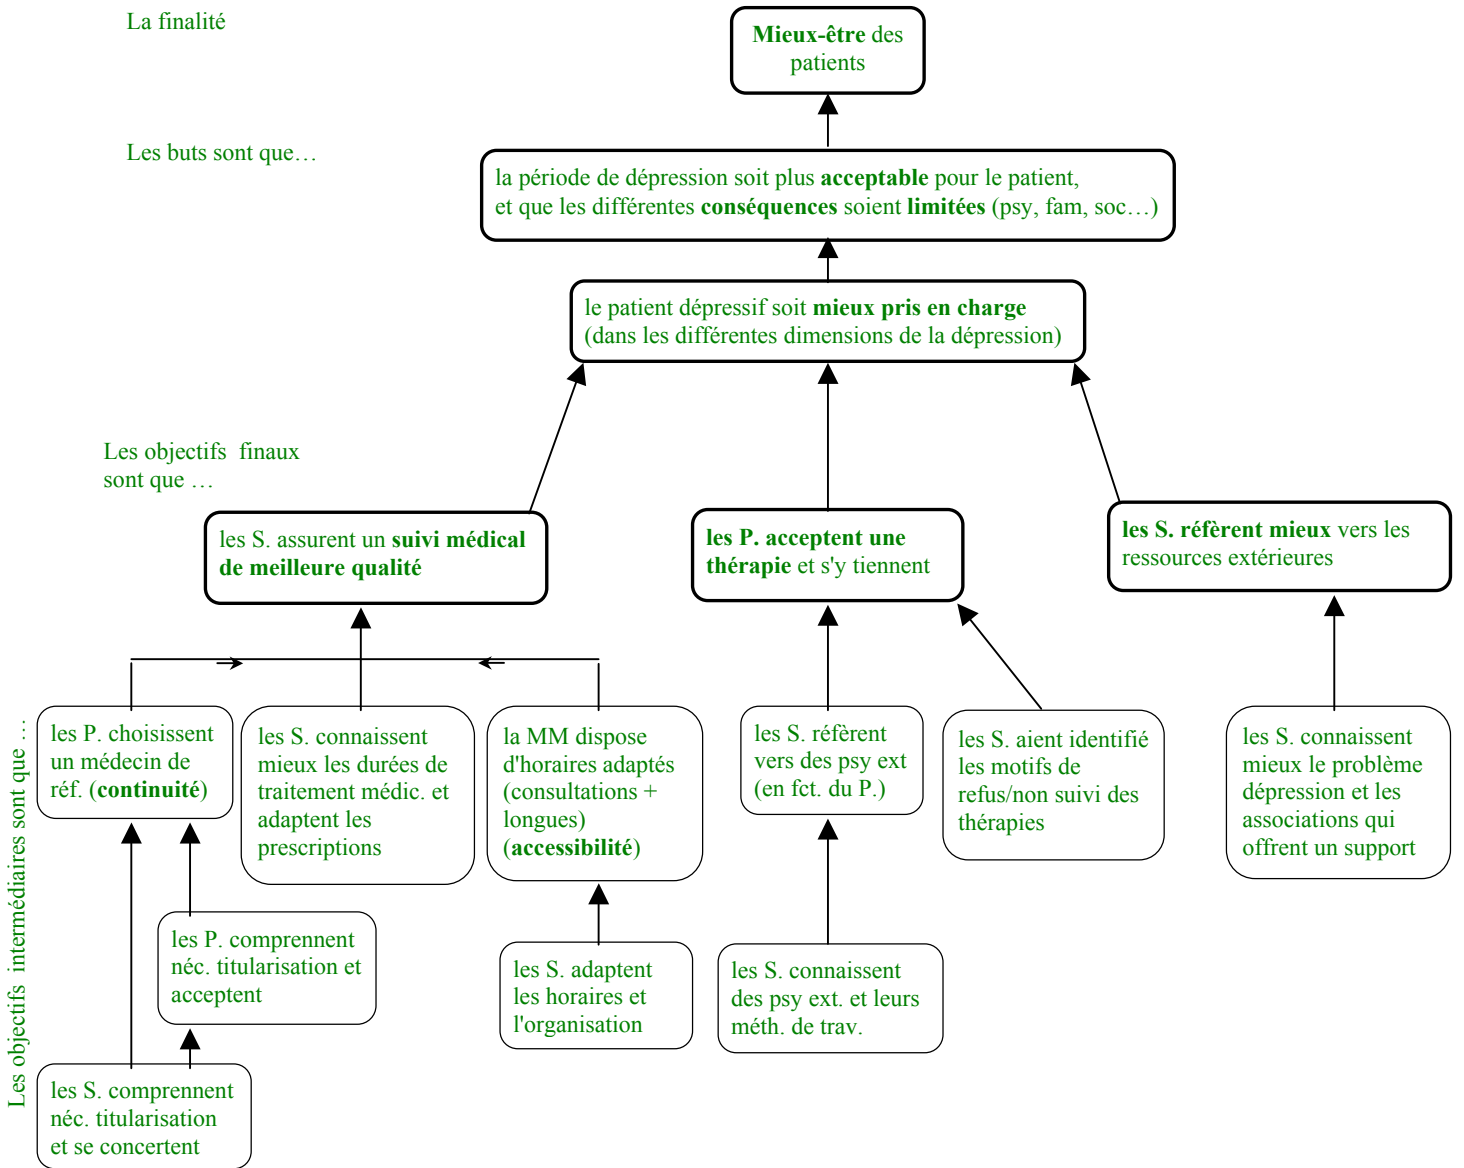 La finalité
Mieux-être des
patients
Les buts sont que…
la période de dépression soit plus acceptable pour le patient,
et que les différentes conséquences soient limitées (psy, fam, soc…)
le patient dépressif soit mieux pris en charge
(dans les différentes dimensions de la dépression)
Les objectifs finaux
sont que …
les S. assurent un suivi médical
de meilleure qualité
les P. acceptent une
thérapie et s'y tiennent
les S. réfèrent mieux vers les
ressources extérieures
Les objectifs intermédiaires sont que …
les P. choisissent
un médecin de
réf. (continuité)
les S. connaissent
mieux les durées de
traitement médic. et
adaptent les
prescriptions
la MM dispose
d'horaires adaptés
(consultations +
longues)
(accessibilité)
les S. réfèrent
vers des psy ext
(en fct. du P.)
les S. aient identifié
les motifs de
refus/non suivi des
thérapies
les S. connaissent
mieux le problème
dépression et les
associations qui
offrent un support
les P. comprennent
néc. titularisation et
acceptent
les S. adaptent
les horaires et
l'organisation
les S. connaissent
des psy ext. et leurs
méth. de trav.
les S. comprennent
néc. titularisation
et se concertent